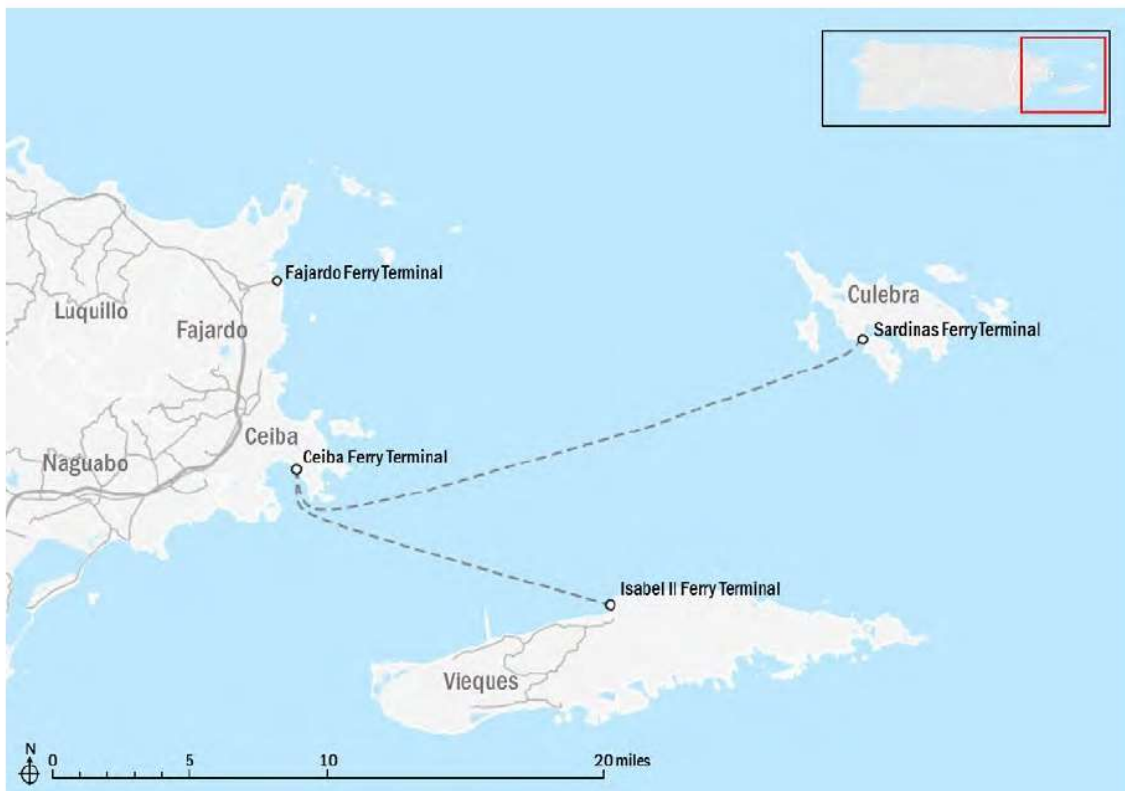 Fajardo Ferry Terminal
Luquillo
Culebra
Fajardo
Sardinas Ferry Terminal
Ceiba
Ceiba Ferry Terminal
Naguabo
Isabel II Ferry Terminal
Vieques
N
0 5 10 20 miles